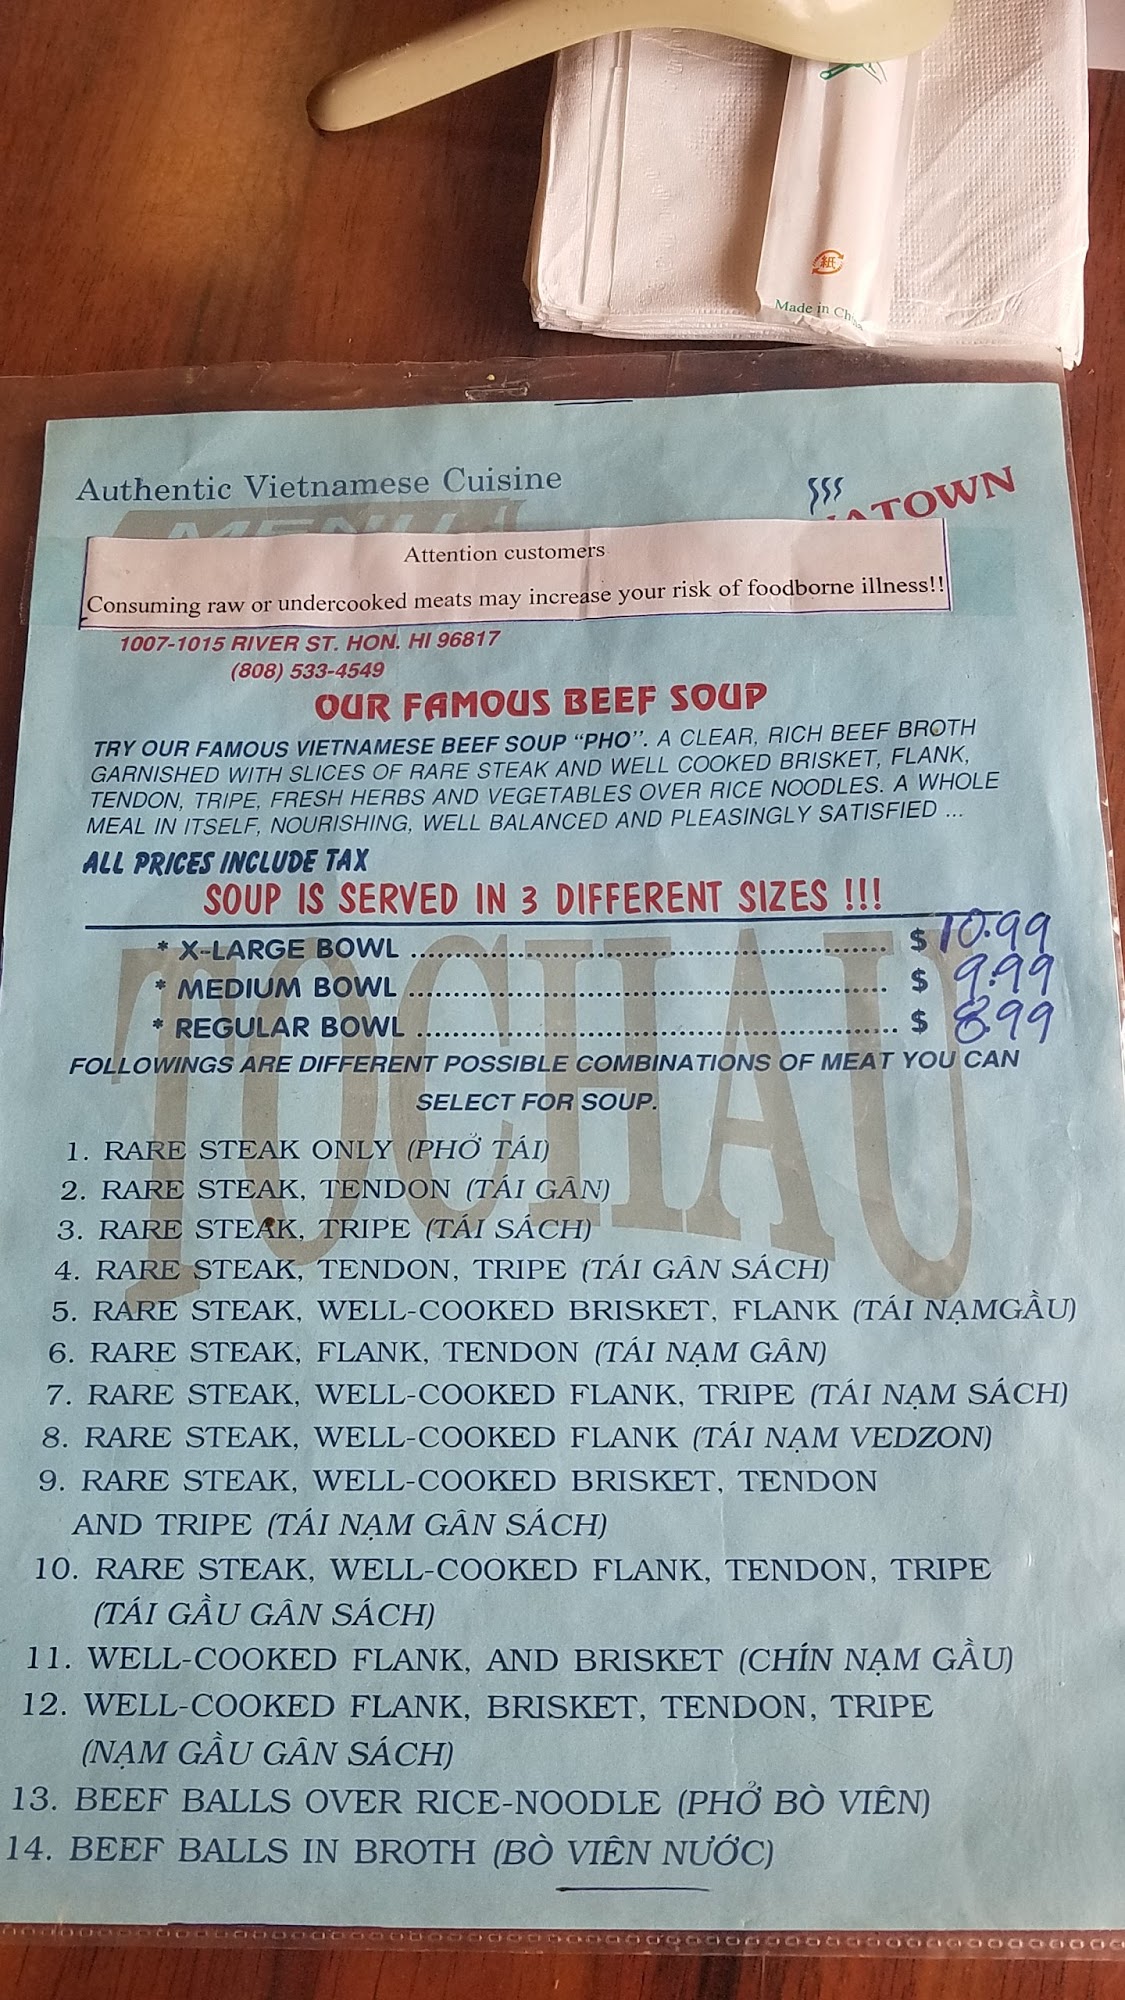 紙
Made in China
Authentic Vietnamese Cuisine
MENU
Attention customers
Consuming raw or undercooked meats may increase your risk of foodborne illness!!
1007-1015 RIVER ST. HON. HI 96817
(808) 533-4549
OUR FAMOUS BEEF SOUP
TRY OUR FAMOUS VIETNAMESE BEEF SOUP “PHO”. A CLEAR, RICH BEEF BROTH
GARNISHED WITH SLICES OF RARE STEAK AND WELL COOKED BRISKET, FLANK,
TENDON, TRIPE, FRESH HERBS AND VEGETABLES OVER RICE NOODLES. A WHOLE
MEAL IN ITSELF, NOURISHING, WELL BALANCED AND PLEASINGLY SATISFIED ...
ALL PRICES INCLUDE TAX
SOUP IS SERVED IN 3 DIFFERENT SIZES !!!
* X-LARGE BOWL ........ $ 10.99
* MEDIUM BOWL ........ $ 9.99
* REGULAR BOWL ........ $ 8.99
FOLLOWINGS ARE DIFFERENT POSSIBLE COMBINATIONS OF MEAT YOU CAN
SELECT FOR SOUP.
TOCHAU
1. RARE STEAK ONLY (PHỞ TÁI)
2. RARE STEAK, TENDON (TÁI GÂN)
3. RARE STEAK, TRIPE (TÁI SÁCH)
4. RARE STEAK, TENDON, TRIPE (TÁI GÂN SÁCH)
5. RARE STEAK, WELL-COOKED BRISKET, FLANK (TÁI NẠMGẦU)
6. RARE STEAK, FLANK, TENDON (TÁI NẠM GÂN)
7. RARE STEAK, WELL-COOKED FLANK, TRIPE (TÁI NẠM SÁCH)
8. RARE STEAK, WELL-COOKED FLANK (TÁI NẠM VEDZON)
9. RARE STEAK, WELL-COOKED BRISKET, TENDON
AND TRIPE (TÁI NẠM GÂN SÁCH)
10. RARE STEAK, WELL-COOKED FLANK, TENDON, TRIPE
(TÁI GẦU GÂN SÁCH)
11. WELL-COOKED FLANK, AND BRISKET (CHÍN NẠM GẦU)
12. WELL-COOKED FLANK, BRISKET, TENDON, TRIPE
(NẠM GẦU GÂN SÁCH)
13. BEEF BALLS OVER RICE-NOODLE (PHỞ BÒ VIÊN)
14. BEEF BALLS IN BROTH (BÒ VIÊN NƯỚC)